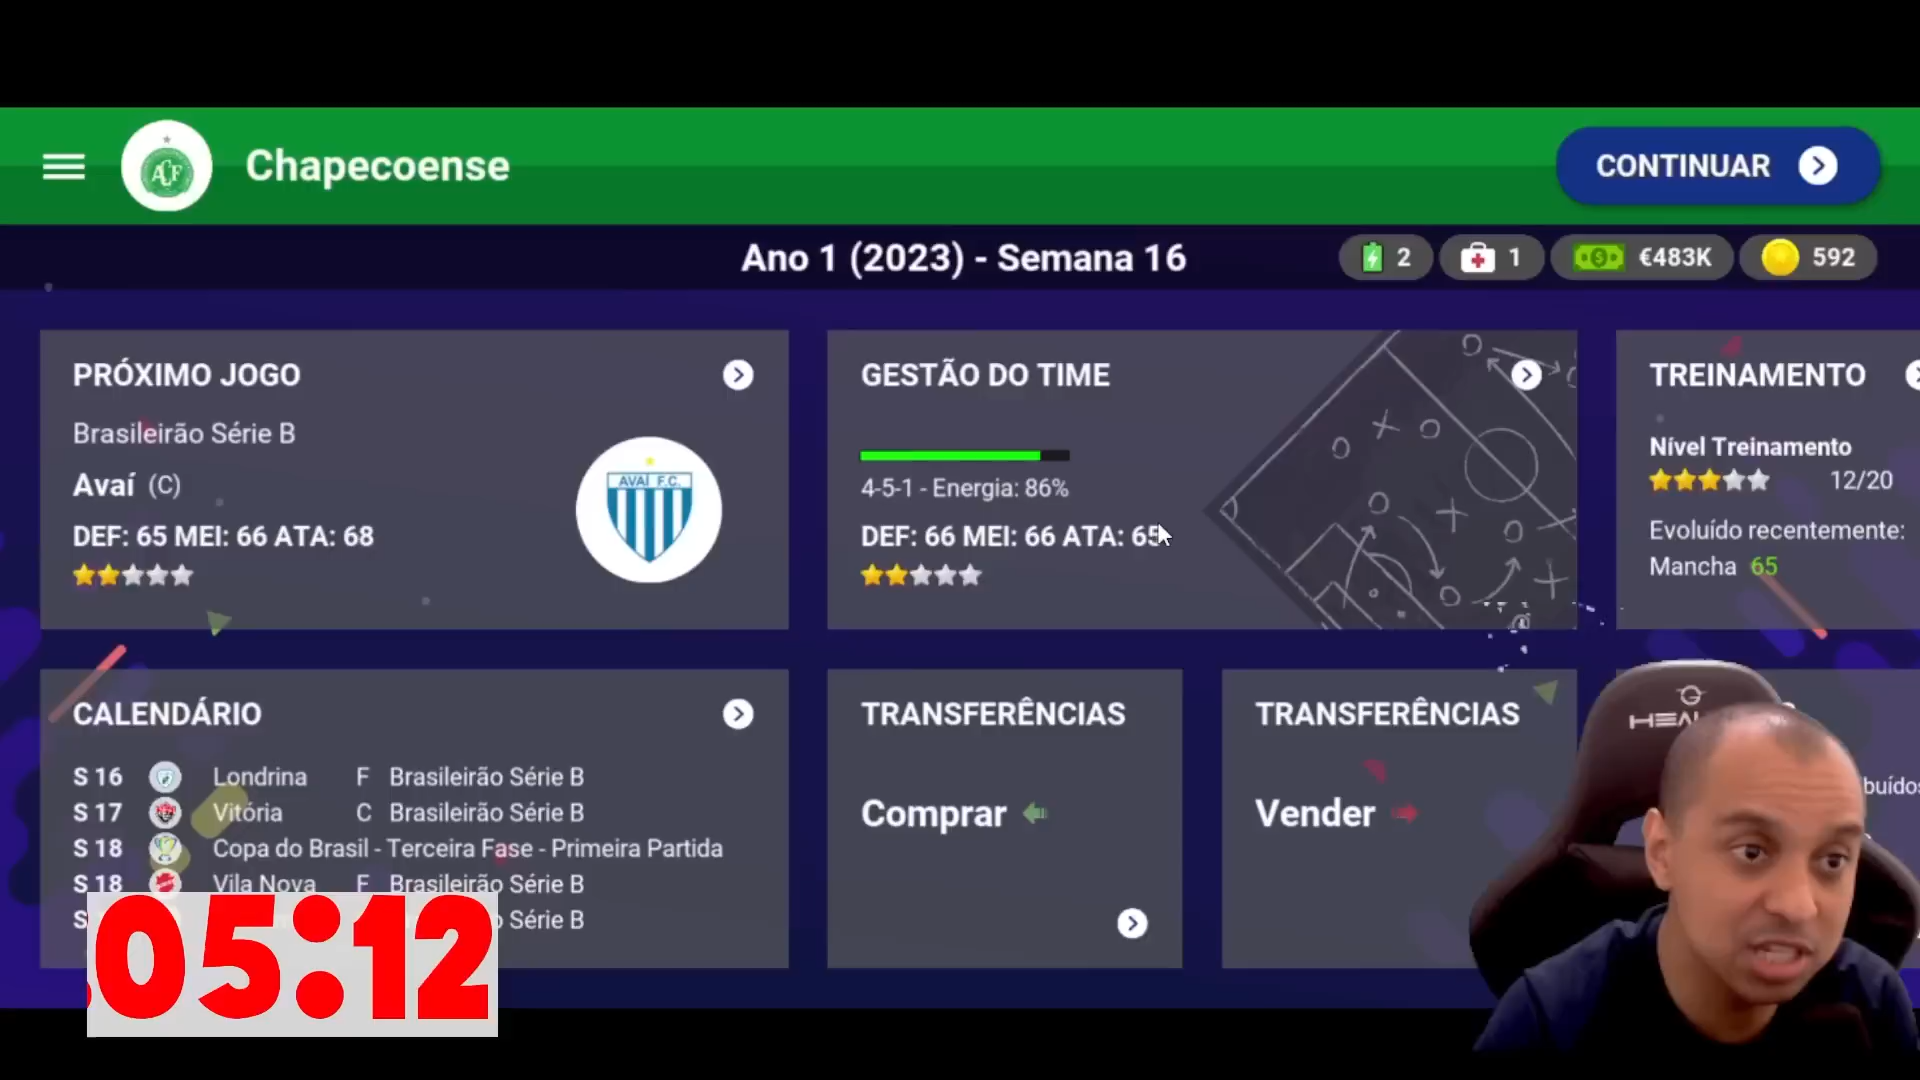 Chapecoense
CONTINUAR
Ano 1 (2023) - Semana 16
2
1
€483K
592
PRÓXIMO JOGO
Brasileirão Série B
Avaí (C)
DEF: 65 MEI: 66 ATA: 68
AVAÍ F.C.
GESTÃO DO TIME
4-5-1 - Energia: 86%
DEF: 66 MEI: 66 ATA: 65
TREINAMENTO
Nível Treinamento
12/20
Evoluído recentemente:
Mancha 65
CALENDÁRIO
S 16 Londrina F Brasileirão Série B
S 17 Vitória C Brasileirão Série B
S 18 Copa do Brasil - Terceira Fase - Primeira Partida
S 18 Vila Nova F Brasileirão Série B
S Série B
05:12
TRANSFERÊNCIAS
Comprar
TRANSFERÊNCIAS
Vender